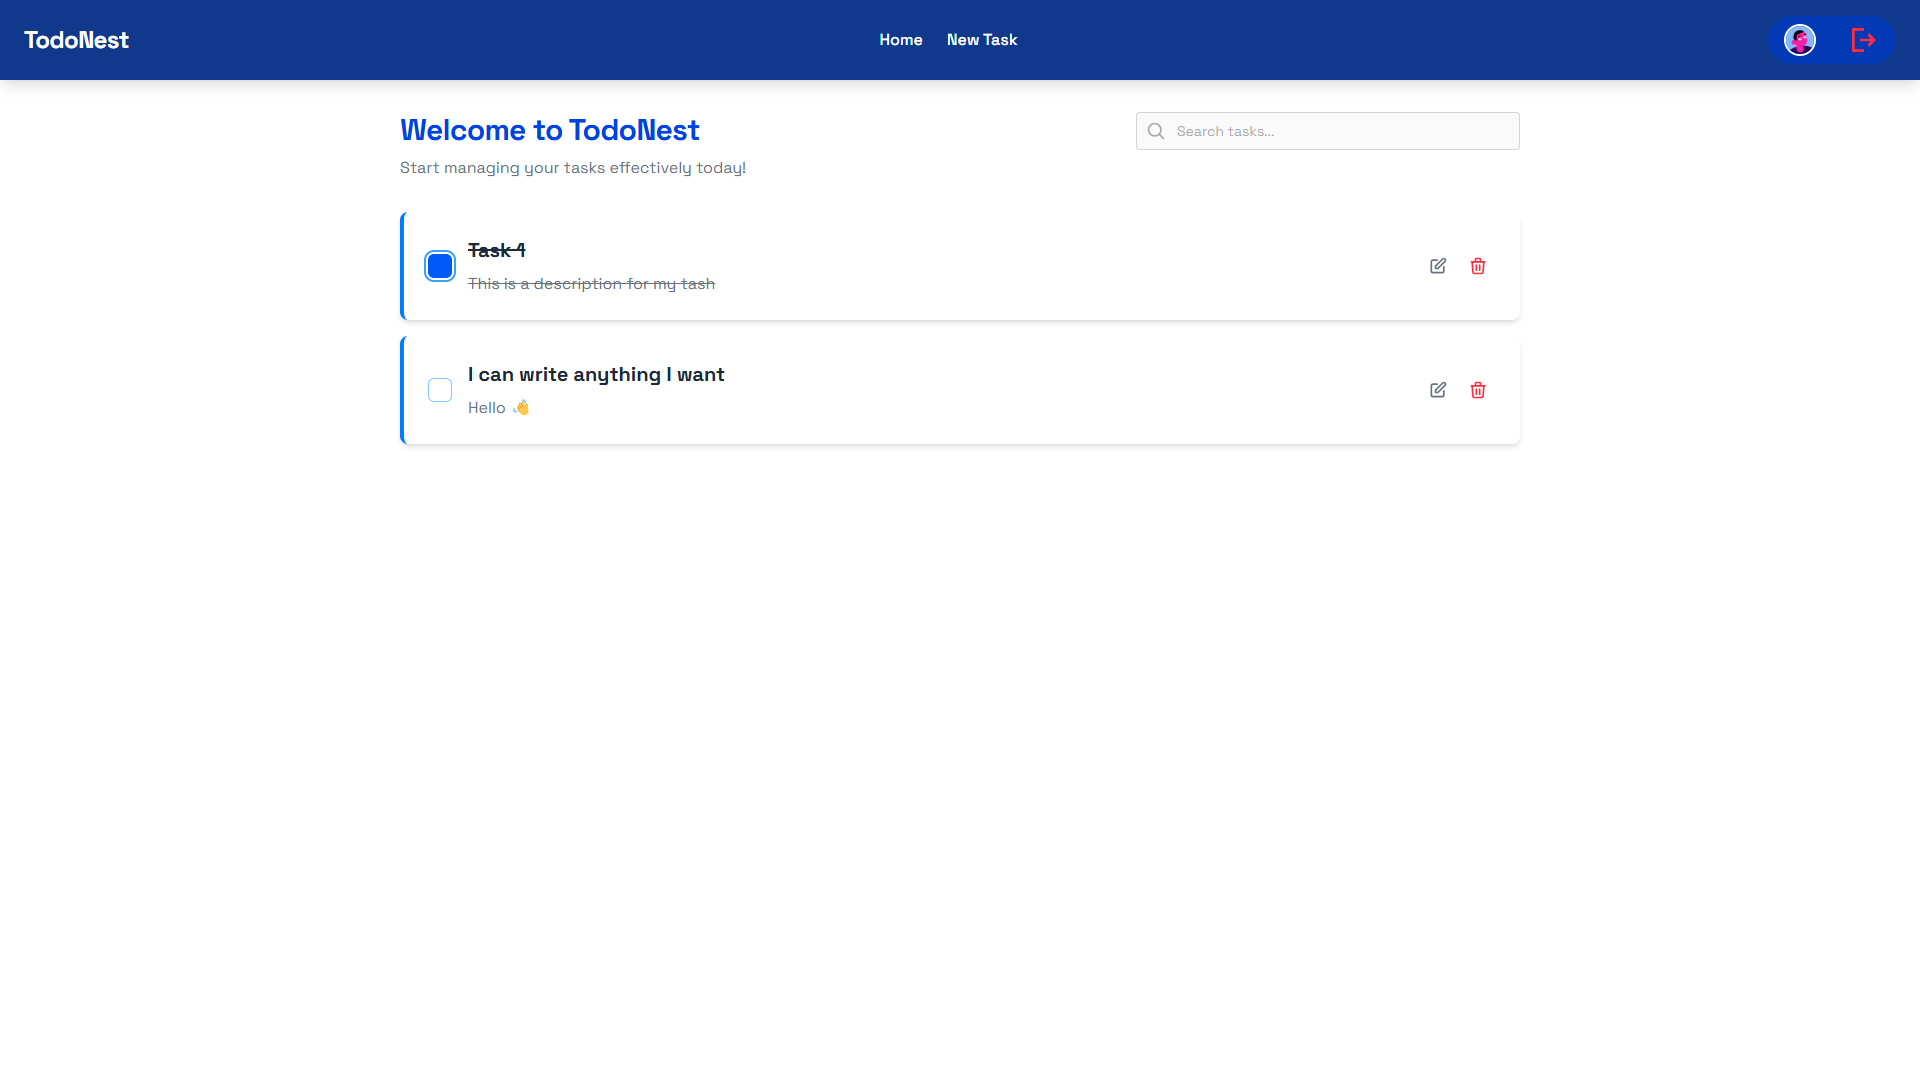 TodoNest
Home
New Task
Welcome to TodoNest
Search tasks...
Start managing your tasks effectively today!
Task 1
This is a description for my tash
I can write anything I want
Hello 👋